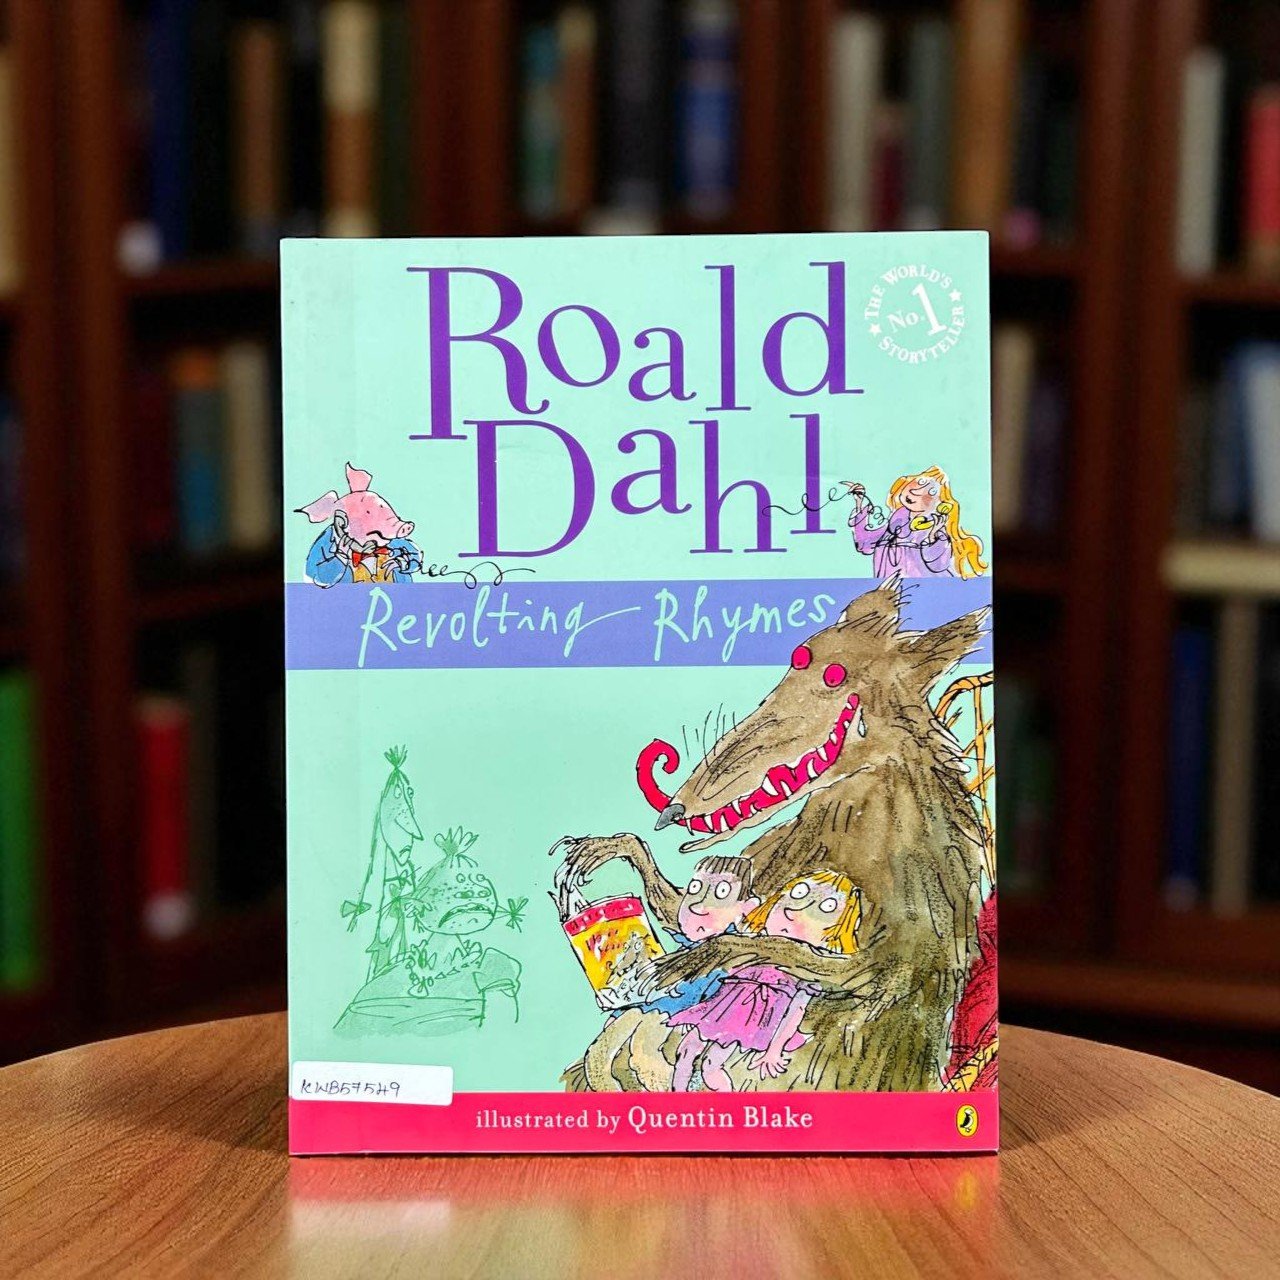 Roald
Dahl
THE WORLD'S
No.1
STORYTELLER
Revolting Rhymes
KWB57549
illustrated by Quentin Blake